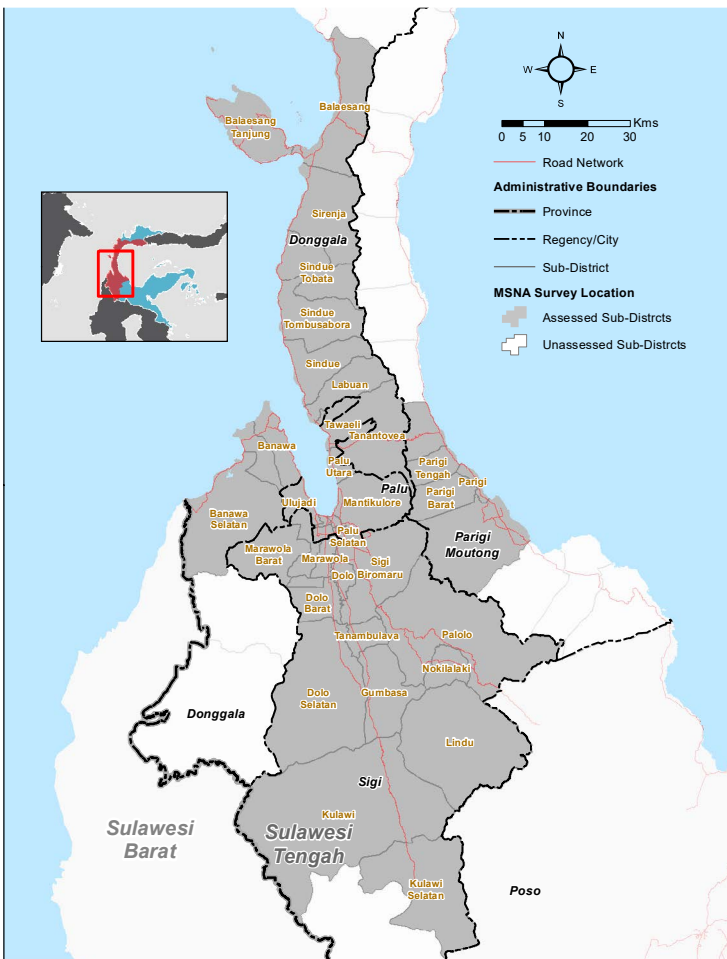 N
W
E
S
Kms
0 5 10 20 30
Road Network
Administrative Boundaries
Province
Regency/City
Sub-District
MSNA Survey Location
Assessed Sub-Distrcts
Unassessed Sub-Distrcts
Balaesang
Balaesang
Tanjung
Sirenja
Donggala
Sindue
Tobata
Sindue
Tombusabora
Sindue
Labuan
Tawaeli
Tanantovea
Banawa
Palu
Utara
Parigi
Tengah
Parigi
Parigi
Barat
Palu
Ulujadi
Mantikulore
Banawa
Selatan
Palu
Selatan
Parigi
Moutong
Marawola
Barat
Marawola
Sigi
Biromaru
Dolo
Dolo
Barat
Tanambulava
Palolo
Nokilalaki
Dolo
Selatan
Gumbasa
Donggala
Lindu
Sigi
Kulawi
Sulawesi
Barat
Sulawesi
Tengah
Kulawi
Selatan
Poso